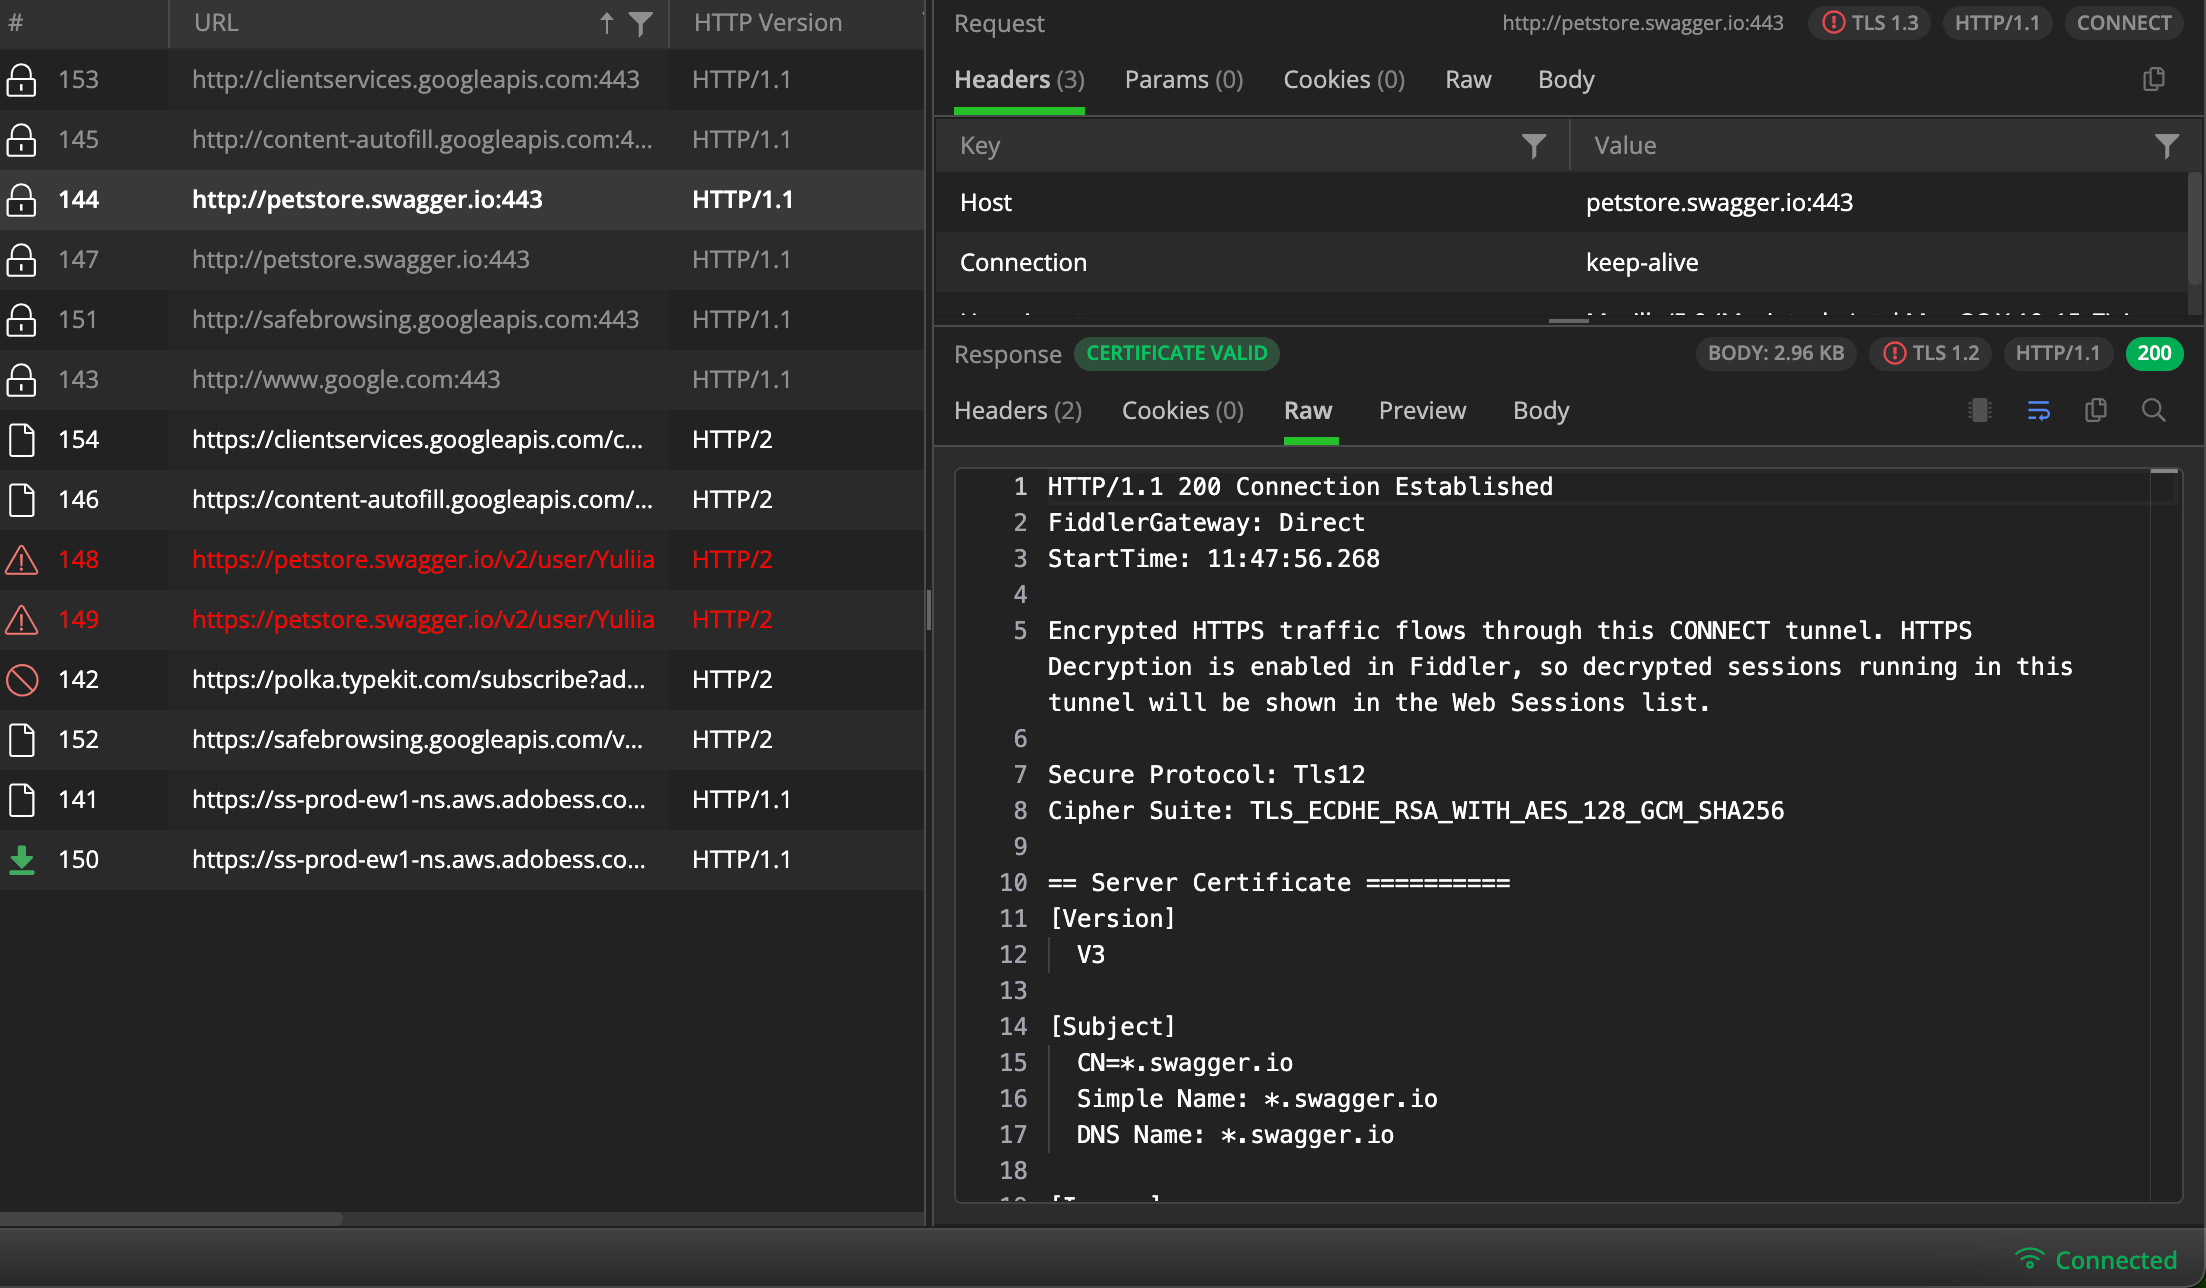 # URL HTTP Version
153 http://clientservices.googleapis.com:443 HTTP/1.1
145 http://content-autofill.googleapis.com:4... HTTP/1.1
144 http://petstore.swagger.io:443 HTTP/1.1
147 http://petstore.swagger.io:443 HTTP/1.1
151 http://safebrowsing.googleapis.com:443 HTTP/1.1
143 http://www.google.com:443 HTTP/1.1
154 https://clientservices.googleapis.com/c... HTTP/2
146 https://content-autofill.googleapis.com/... HTTP/2
148 https://petstore.swagger.io/v2/user/Yuliia HTTP/2
149 https://petstore.swagger.io/v2/user/Yuliia HTTP/2
142 https://polka.typekit.com/subscribe?ad... HTTP/2
152 https://safebrowsing.googleapis.com/v... HTTP/2
141 https://ss-prod-ew1-ns.aws.adobess.co... HTTP/1.1
150 https://ss-prod-ew1-ns.aws.adobess.co... HTTP/1.1
Request http://petstore.swagger.io:443 TLS 1.3 HTTP/1.1 CONNECT
Headers (3) Params (0) Cookies (0) Raw Body
Key Value
Host petstore.swagger.io:443
Connection keep-alive
Response CERTIFICATE VALID BODY: 2.96 KB TLS 1.2 HTTP/1.1 200
Headers (2) Cookies (0) Raw Preview Body
1 HTTP/1.1 200 Connection Established
2 FiddlerGateway: Direct
3 StartTime: 11:47:56.268
4
5 Encrypted HTTPS traffic flows through this CONNECT tunnel. HTTPS
Decryption is enabled in Fiddler, so decrypted sessions running in this
tunnel will be shown in the Web Sessions list.
6
7 Secure Protocol: Tls12
8 Cipher Suite: TLS_ECDHE_RSA_WITH_AES_128_GCM_SHA256
9
10 == Server Certificate ==========
11 [Version]
12 V3
13
14 [Subject]
15 CN=*.swagger.io
16 Simple Name: *.swagger.io
17 DNS Name: *.swagger.io
18
Connected